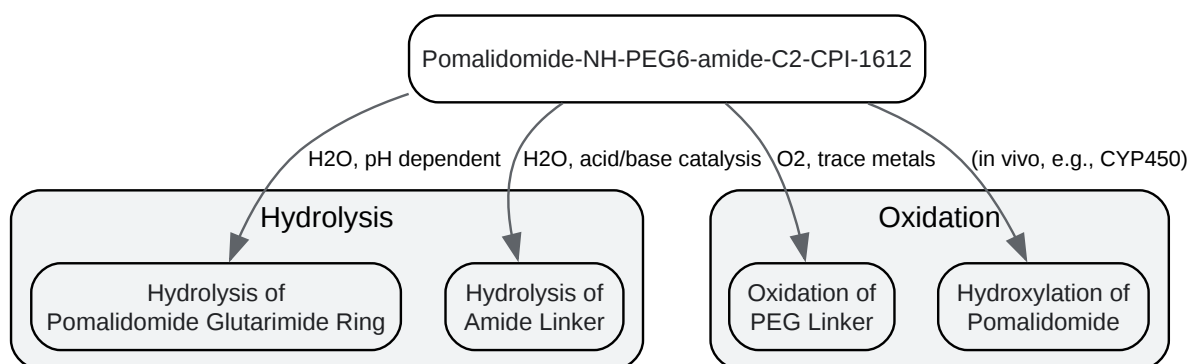 Pomalidomide-NH-PEG6-amide-C2-CPI-1612
H2O, pH dependent
H2O, acid/base catalysis
O2, trace metals
(in vivo, e.g., CYP450)
Hydrolysis
Oxidation
Hydrolysis of
Pomalidomide Glutarimide Ring
Hydrolysis of
Amide Linker
Oxidation of
PEG Linker
Hydroxylation of
Pomalidomide